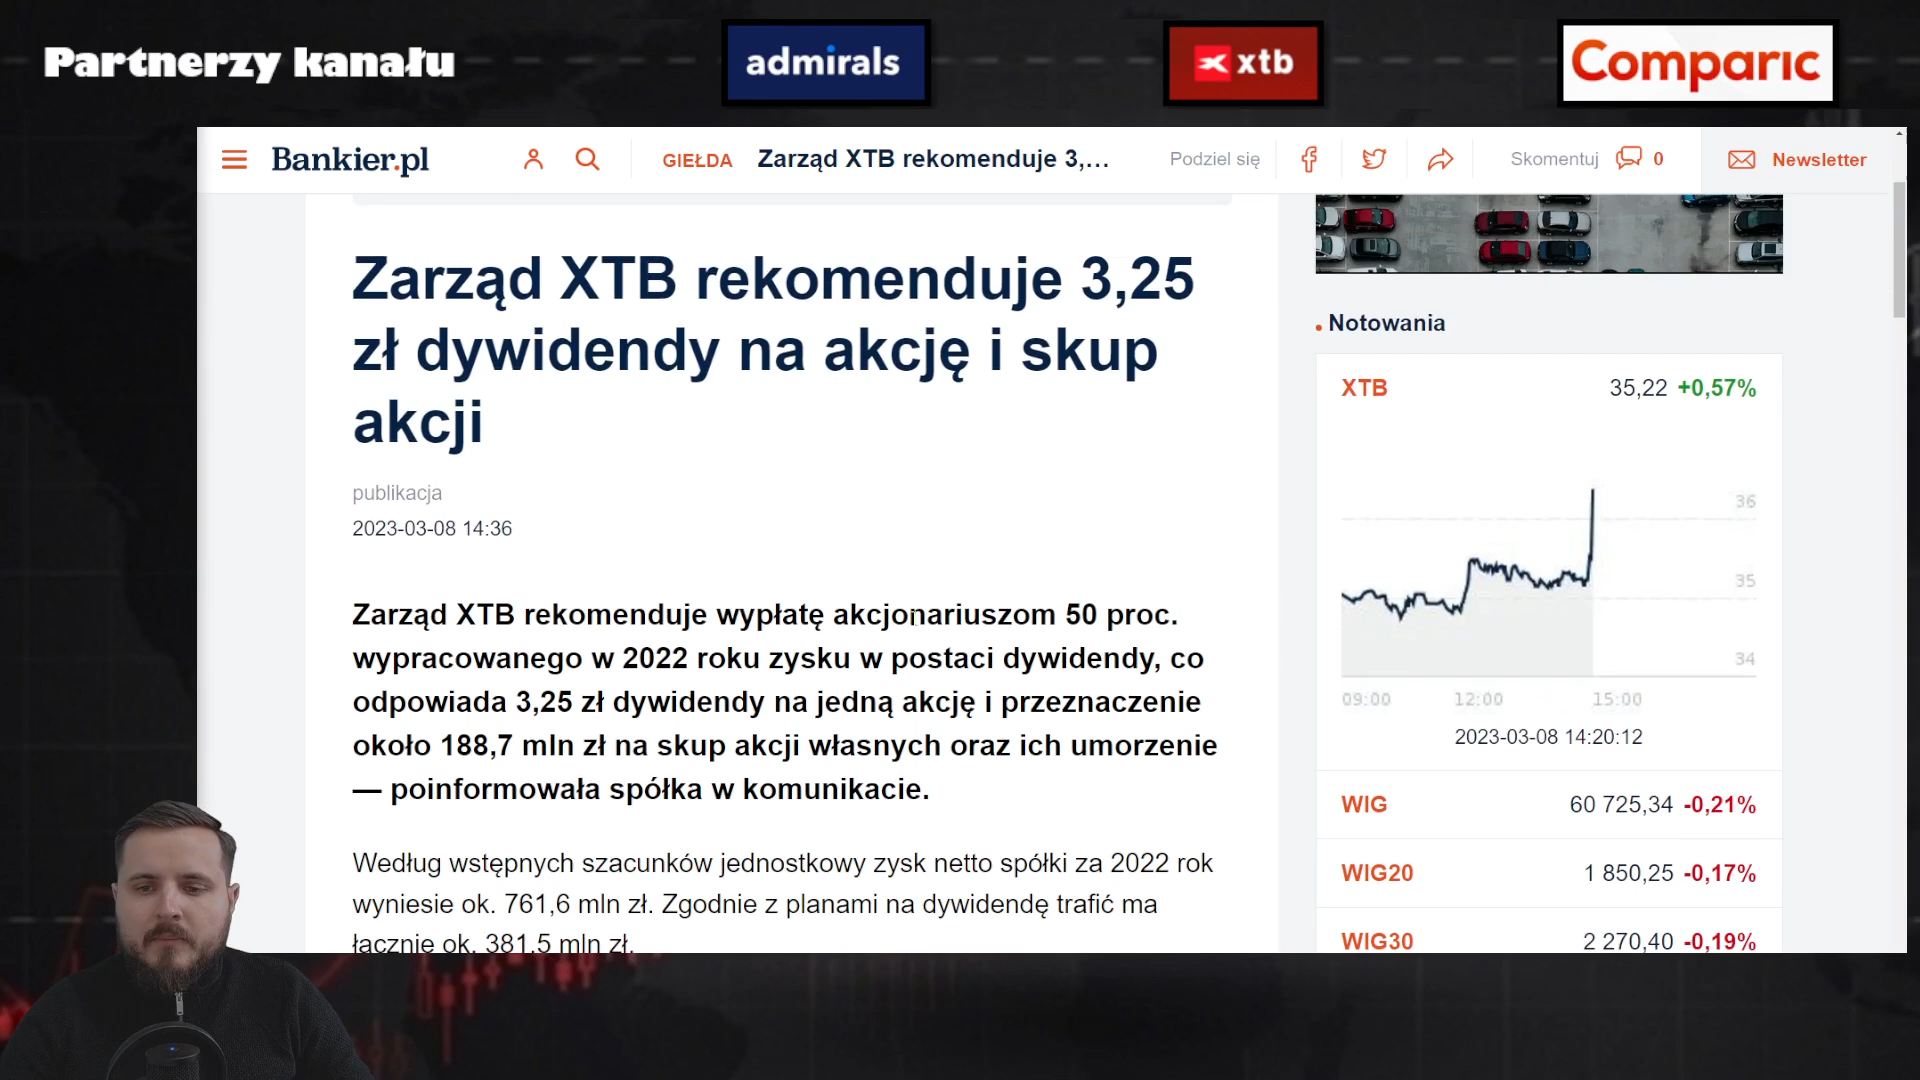 Partnerzy kanału
admirals
xtb
Comparic
Bankier.pl
GIEŁDA
Zarząd XTB rekomenduje 3,...
Podziel się
Skomentuj
0
Newsletter
Zarząd XTB rekomenduje 3,25
zł dywidendy na akcję i skup
akcji
publikacja
2023-03-08 14:36
Zarząd XTB rekomenduje wypłatę akcjonariuszom 50 proc.
wypracowanego w 2022 roku zysku w postaci dywidendy, co
odpowiada 3,25 zł dywidendy na jedną akcję i przeznaczenie
około 188,7 mln zł na skup akcji własnych oraz ich umorzenie
— poinformowała spółka w komunikacie.
Według wstępnych szacunków jednostkowy zysk netto spółki za 2022 rok
wyniesie ok. 761,6 mln zł. Zgodnie z planami na dywidendę trafić ma
łącznie ok. 381,5 mln zł.
Notowania
XTB 35,22 +0,57%
36
35
34
09:00 12:00 15:00
2023-03-08 14:20:12
WIG 60 725,34 -0,21%
WIG20 1 850,25 -0,17%
WIG30 2 270,40 -0,19%